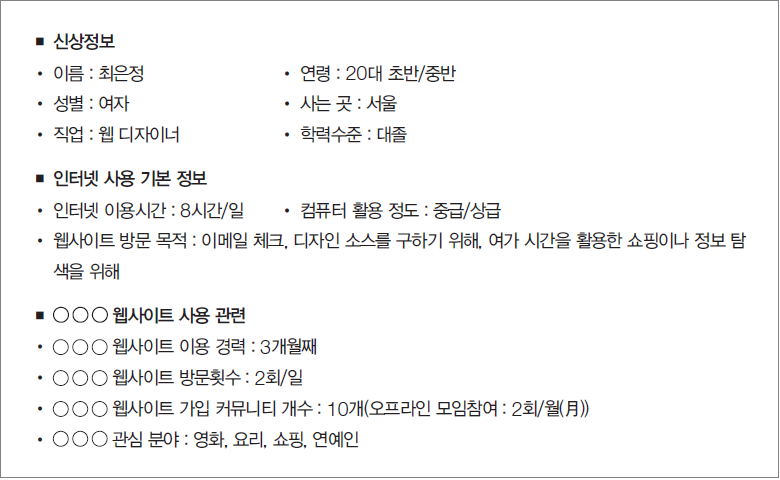 ■ 신상정보
• 이름 : 최은정 • 연령 : 20대 초반/중반
• 성별 : 여자 • 사는 곳 : 서울
• 직업 : 웹 디자이너 • 학력수준 : 대졸
■ 인터넷 사용 기본 정보
• 인터넷 이용시간 : 8시간/일 • 컴퓨터 활용 정도 : 중급/상급
• 웹사이트 방문 목적 : 이메일 체크, 디자인 소스를 구하기 위해, 여가 시간을 활용한 쇼핑이나 정보 탐
색을 위해
■ ○○○ 웹사이트 사용 관련
• ○○○ 웹사이트 이용 경력 : 3개월째
• ○○○ 웹사이트 방문횟수 : 2회/일
• ○○○ 웹사이트 가입 커뮤니티 개수 : 10개(오프라인 모임참여 : 2회/월(月))
• ○○○ 관심 분야 : 영화, 요리, 쇼핑, 연예인